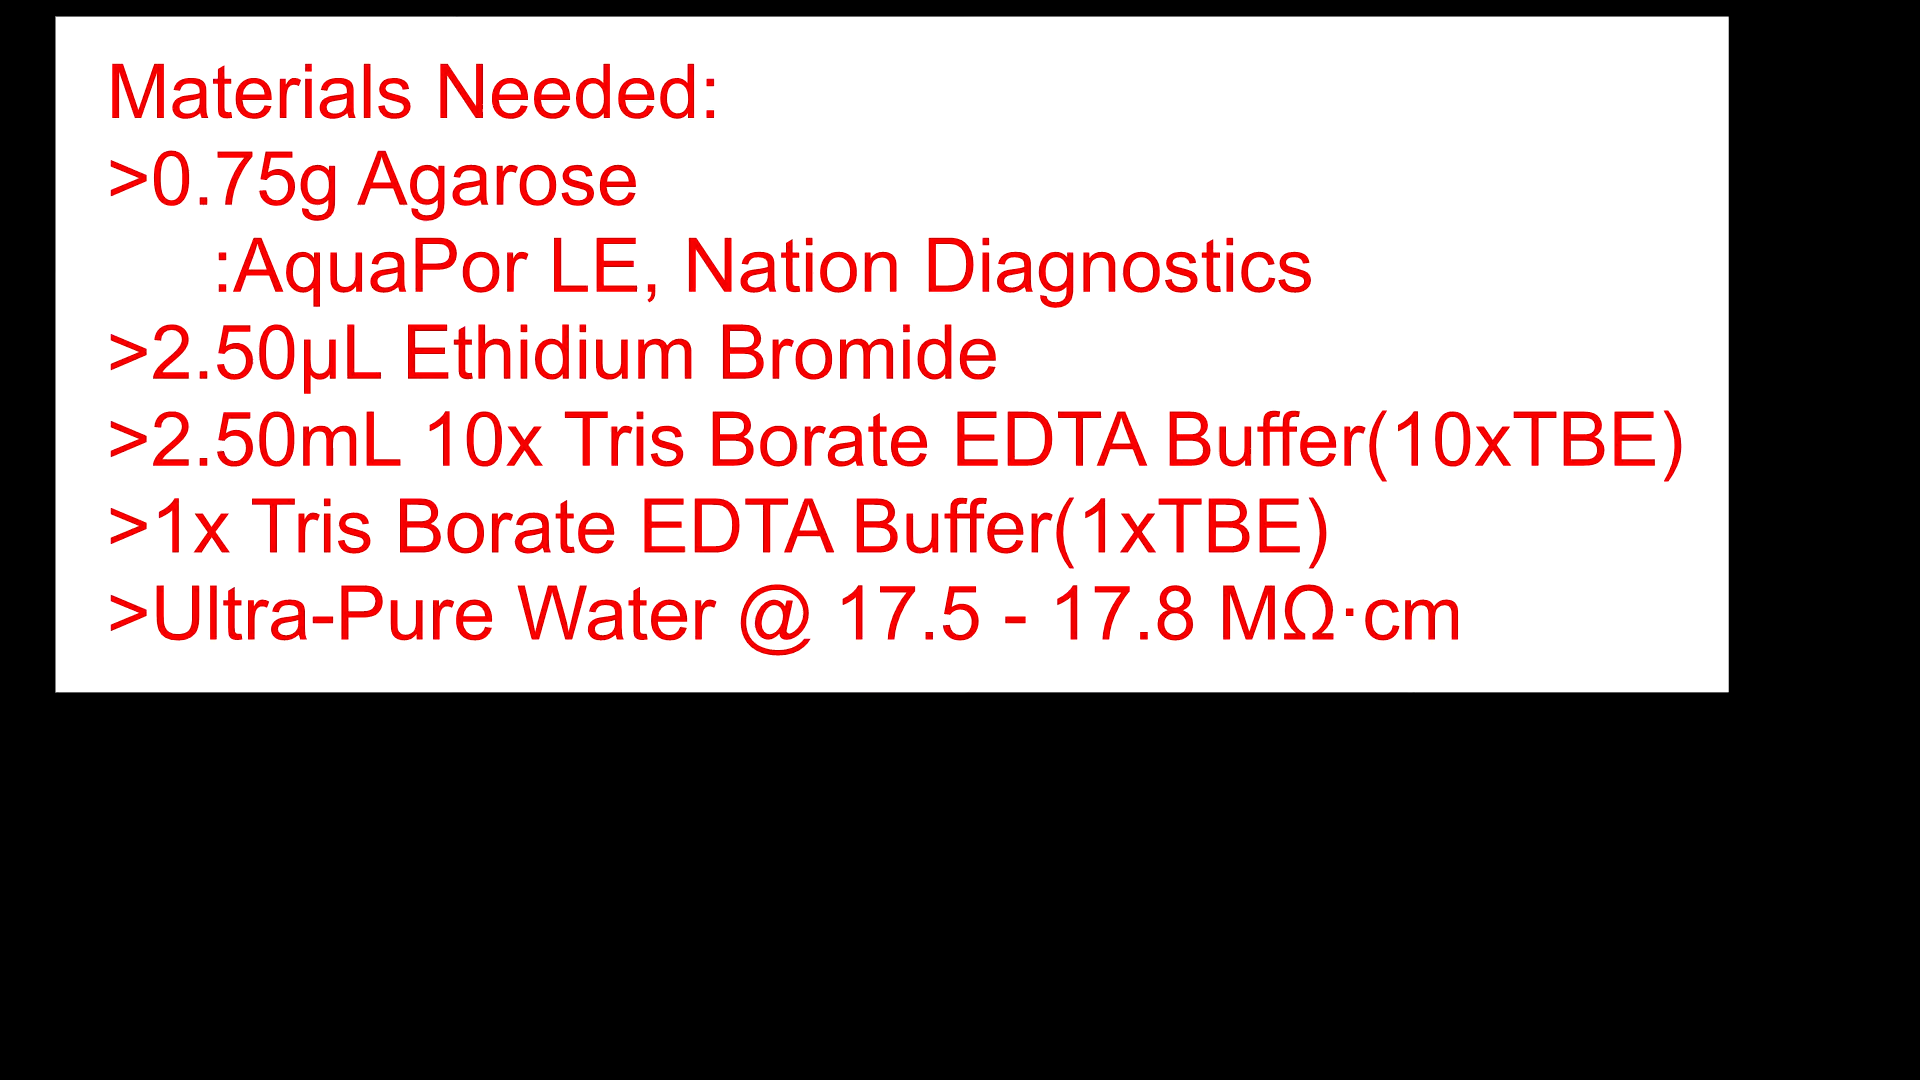 Materials Needed:
>0.75g Agarose
:AquaPor LE, Nation Diagnostics
>2.50μL Ethidium Bromide
>2.50mL 10x Tris Borate EDTA Buffer(10xTBE)
>1x Tris Borate EDTA Buffer(1xTBE)
>Ultra-Pure Water @ 17.5 - 17.8 MΩ·cm